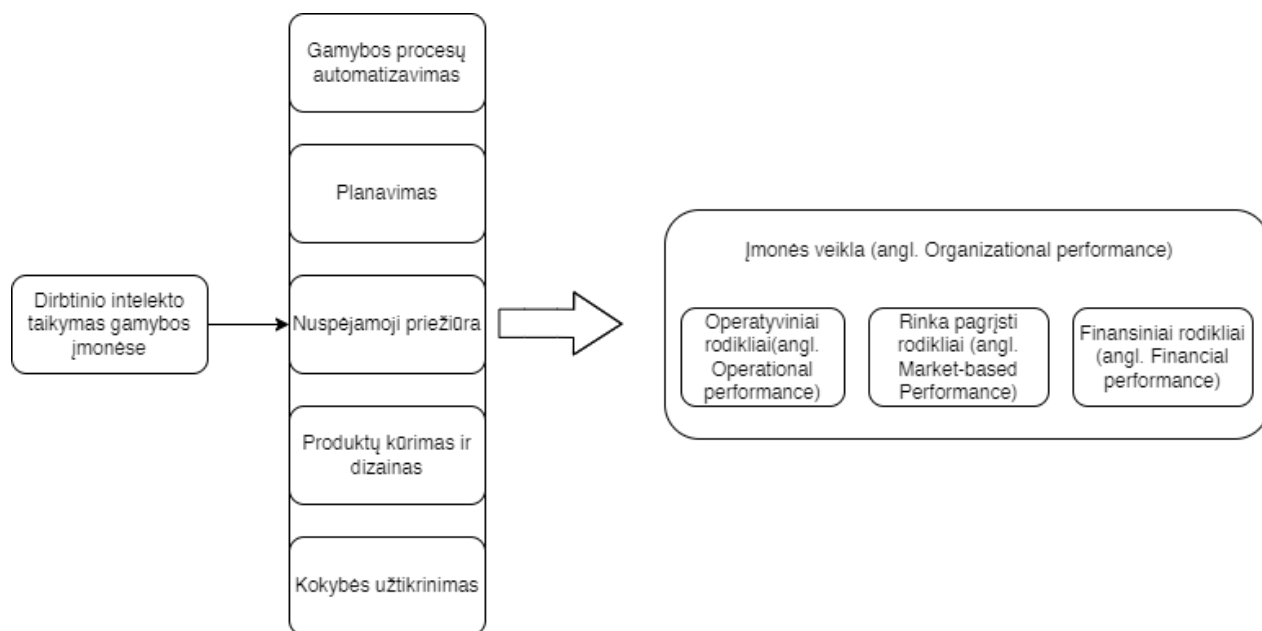 Gamybos procesų
automatizavimas
Planavimas
Dirbtinio intelekto
taikymas gamybos
įmonėse
Nuspėjamoji priežiūra
Produktų kūrimas ir
dizainas
Kokybės užtikrinimas
Įmonės veikla (angl. Organizational performance)
Operatyviniai
rodikliai(angl.
Operational
performance)
Rinka pagrįsti
rodikliai (angl.
Market-based
Performance)
Finansiniai rodikliai
(angl. Financial
performance)